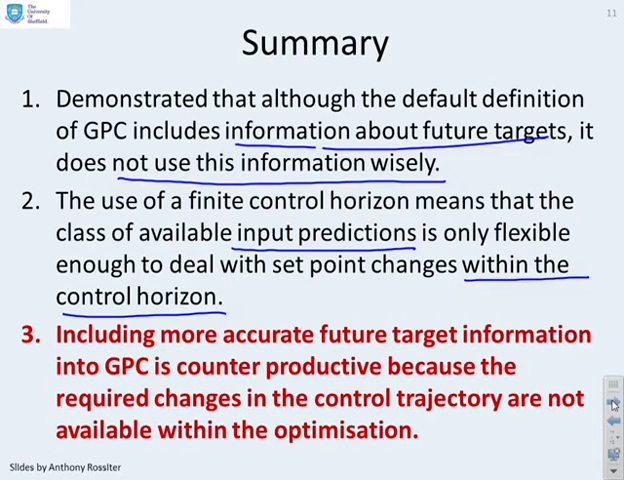 The
University
Of
Sheffield.
11
Summary
1. Demonstrated that although the default definition
of GPC includes information about future targets, it
does not use this information wisely.
2. The use of a finite control horizon means that the
class of available input predictions is only flexible
enough to deal with set point changes within the
control horizon.
3. Including more accurate future target information
into GPC is counter productive because the
required changes in the control trajectory are not
available within the optimisation.
Slides by Anthony Rossiter